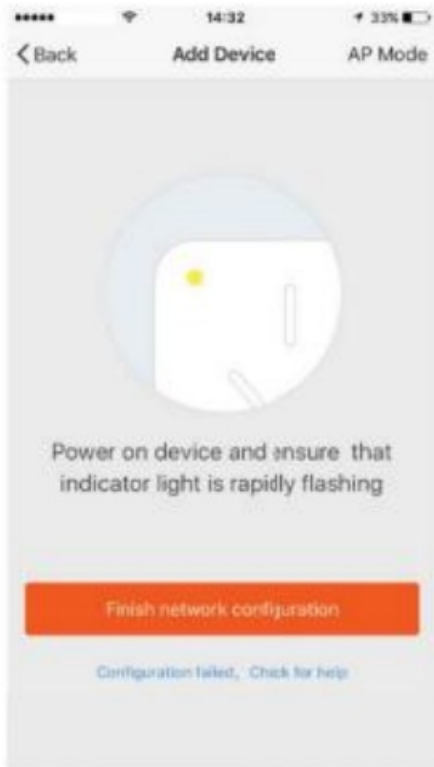 14:32
33%
Back
Add Device
AP Mode
Power on device and ensure that
indicator light is rapidly flashing
Finish network configuration
Configuration failed, Chick for help